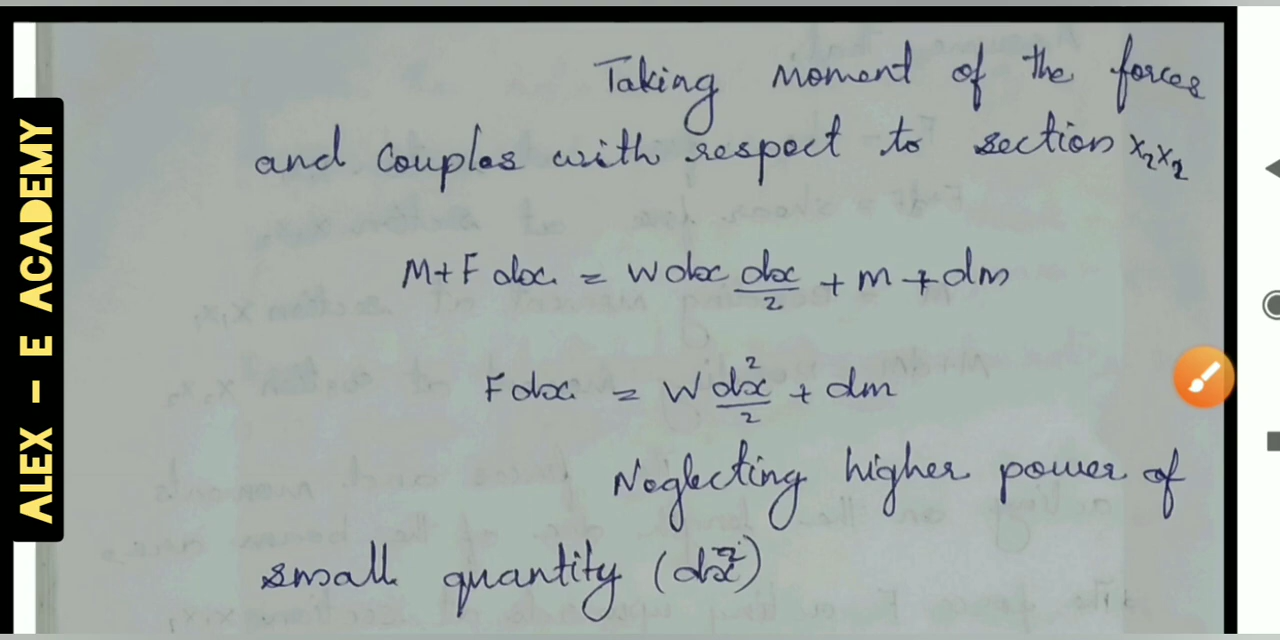 ALEX - E ACADEMY
Taking moment of the forces
and couples with respect to section x₂x₂
M + F dx = W dx dx/2 + m + dm
F dx = W dx²/2 + dm
Neglecting higher power of
small quantity (dx²)